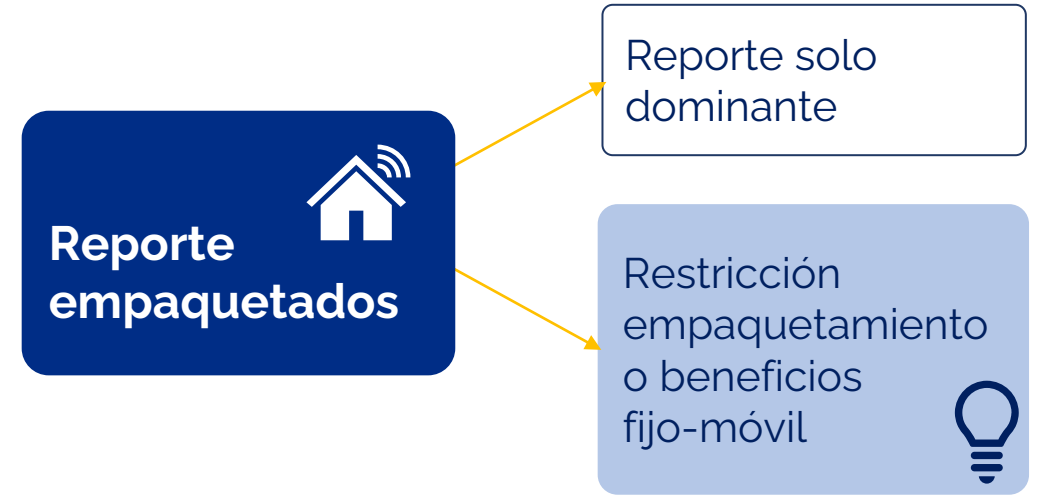 Reporte
empaquetados
Reporte solo
dominante
Restricción
empaquetamiento
o beneficios
fijo-móvil